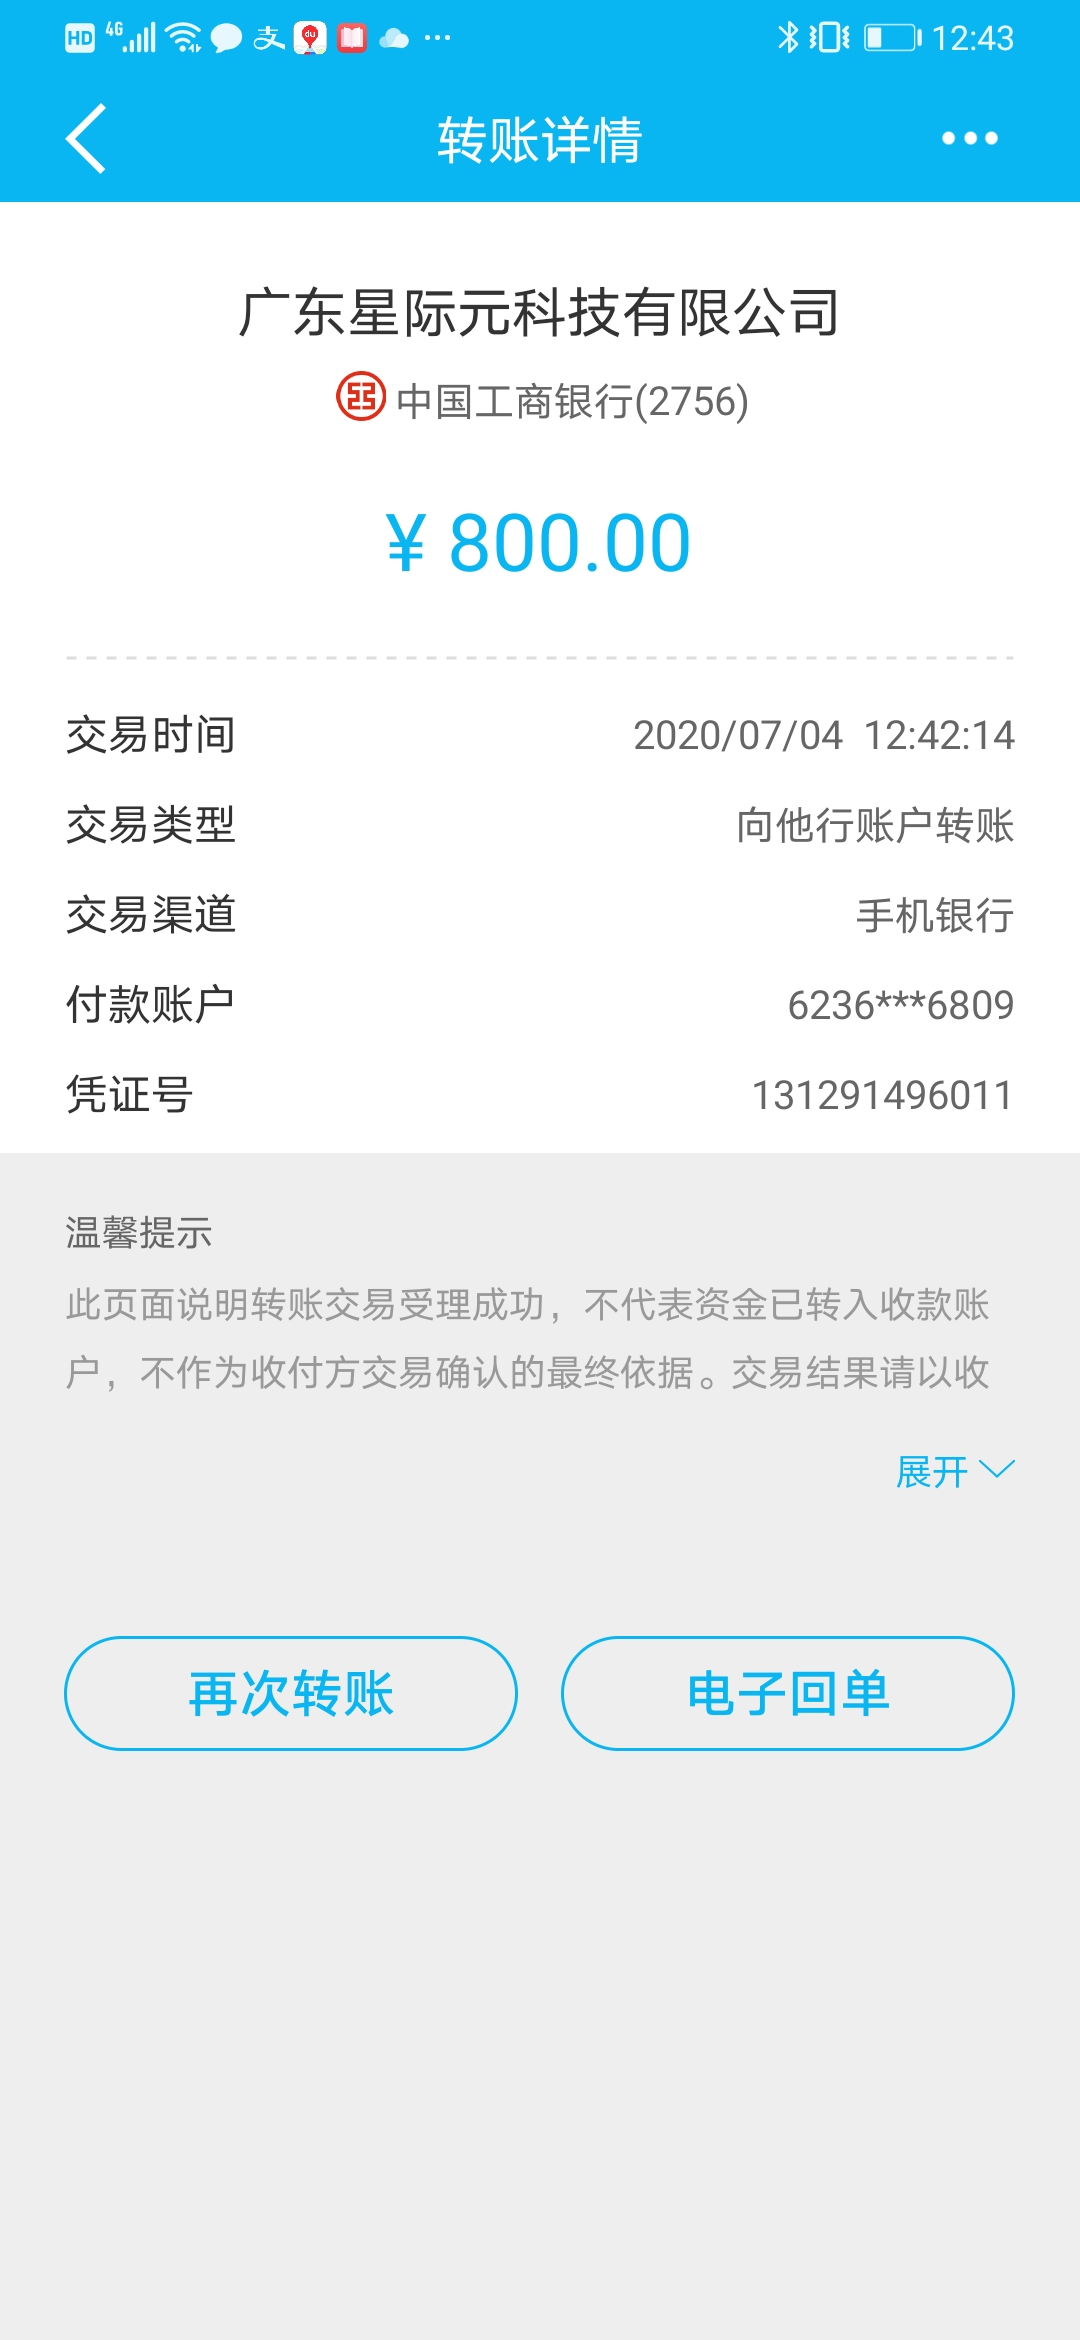 HD 4G 支 du 12:43
转账详情
广东星际元科技有限公司
中国工商银行(2756)
¥ 800.00
交易时间 2020/07/04 12:42:14
交易类型 向他行账户转账
交易渠道 手机银行
付款账户 6236***6809
凭证号 131291496011
温馨提示
此页面说明转账交易受理成功，不代表资金已转入收款账
户，不作为收付方交易确认的最终依据。交易结果请以收
展开
再次转账 电子回单